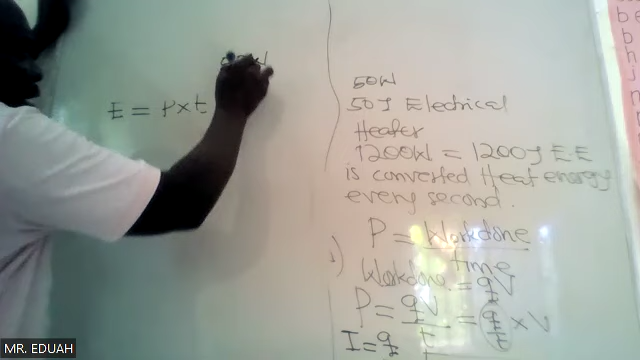 E = P x t
50W
50J Electrical
Heater
1200W = 1200J E.E
is converted Heat energy
every second.
P = Workdone
time
1)
Workdone = qV
P = qV = q x V
t t
I = q
MR. EDUAH